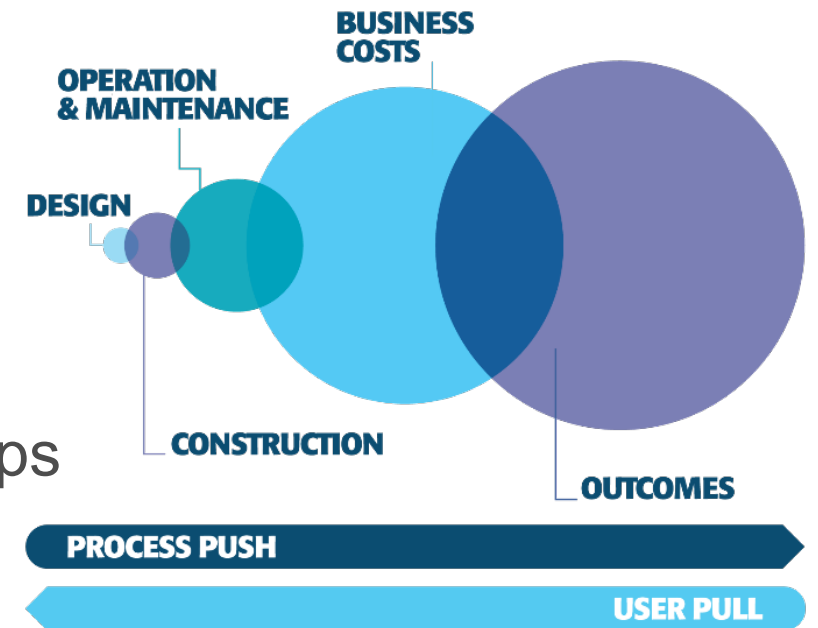 BUSINESS
COSTS
OPERATION
& MAINTENANCE
DESIGN
CONSTRUCTION
ps
OUTCOMES
PROCESS PUSH
USER PULL